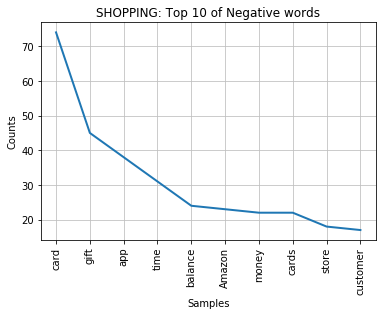 SHOPPING: Top 10 of Negative words
Counts
70
60
50
40
30
20
card
gift
app
time
balance
Amazon
money
cards
store
customer
Samples